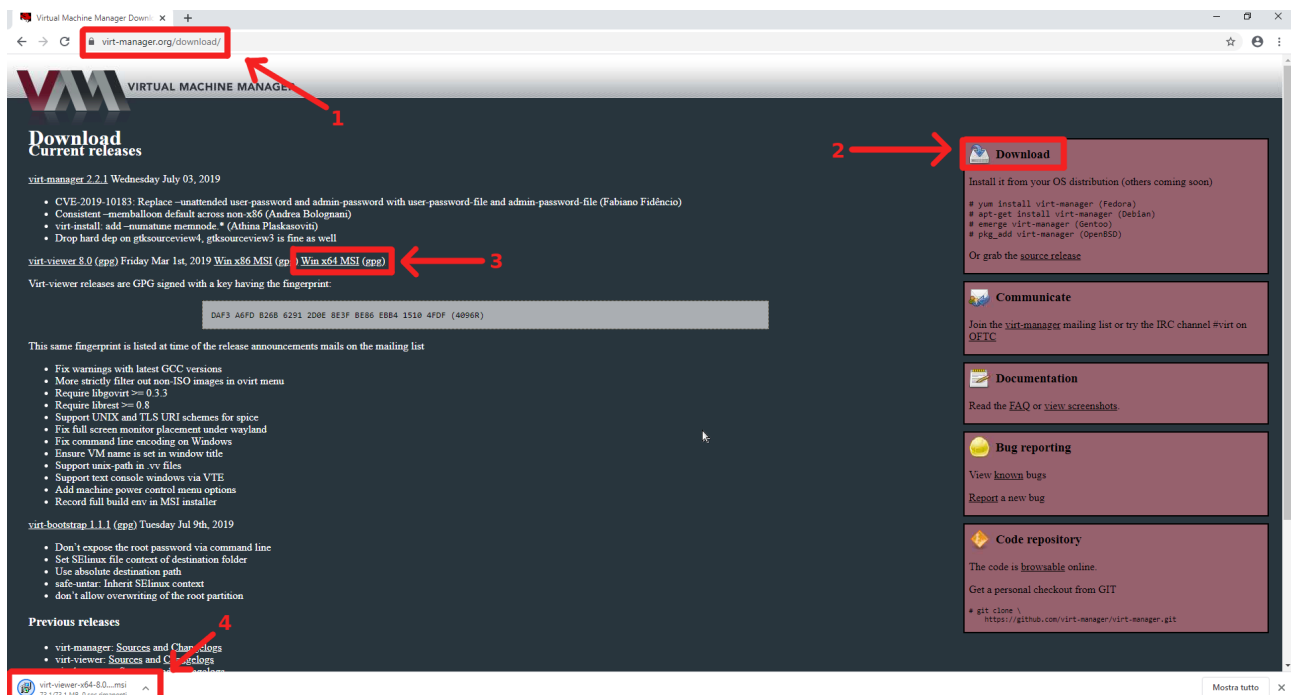 Virtual Machine Manager Downl
virt-manager.org/download/
VIRTUAL MACHINE MANAGER
1
Download
Current releases
virt-manager 2.2.1 Wednesday July 03, 2019
• CVE-2019-10183: Replace –unattended user-password and admin-password with user-password-file and admin-password-file (Fabiano Fidêncio)
• Consistent –memballoon default across non-x86 (Andrea Bolognani)
• virt-install: add –numatune memnode.* (Athina Plaskasoviti)
• Drop hard dep on gtksourceview4, gtksourceview3 is fine as well
virt-viewer 8.0 (gpg) Friday Mar 1st, 2019 Win x86 MSI (gpg) Win x64 MSI (gpg)
3
Virt-viewer releases are GPG signed with a key having the fingerprint:
DAF3 A6FD B26B 6291 2D0E 8E3F BE86 EBB4 1510 4FDF (4096R)
This same fingerprint is listed at time of the release announcements mails on the mailing list
• Fix warnings with latest GCC versions
• More strictly filter out non-ISO images in ovirt menu
• Require libgovirt >= 0.3.3
• Require librest >= 0.8
• Support UNIX and TLS URI schemes for spice
• Fix full screen monitor placement under wayland
• Fix command line encoding on Windows
• Ensure VM name is set in window title
• Support unix-path in .vv files
• Support text console windows via VTE
• Add machine power control menu options
• Record full build env in MSI installer
virt-bootstrap 1.1.1 (gpg) Tuesday Jul 9th, 2019
• Don't expose the root password via command line
• Set SElinux file context of destination folder
• Use absolute destination path
• safe-untar: Inherit SElinux context
• don't allow overwriting of the root partition
Previous releases
• virt-manager: Sources and Changelogs
• virt-viewer: Sources and Changelogs
2
Download
Install it from your OS distribution (others coming soon)
# yum install virt-manager (Fedora)
# apt-get install virt-manager (Debian)
# emerge virt-manager (Gentoo)
# pkg_add virt-manager (OpenBSD)
Or grab the source release
Communicate
Join the virt-manager mailing list or try the IRC channel #virt on
OFTC
Documentation
Read the FAQ or view screenshots.
Bug reporting
View known bugs
Report a new bug
Code repository
The code is browsable online.
Get a personal checkout from GIT
# git clone \
https://github.com/virt-manager/virt-manager.git
4
virt-viewer-x64-8.0....msi
Mostra tutto